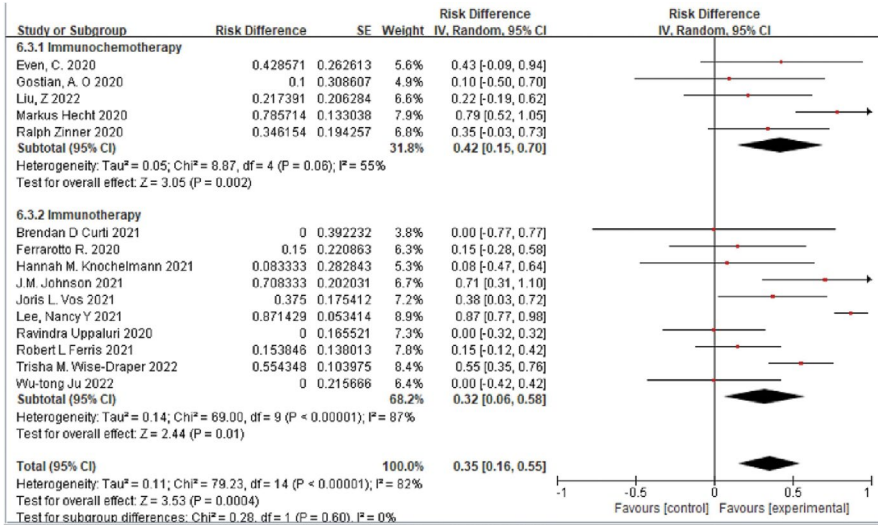 Risk Difference Risk Difference
Study or Subgroup Risk Difference SE Weight IV, Random, 95% CI IV, Random, 95% CI
6.3.1 Immunochemotherapy
Even, C. 2020 0.428571 0.262613 5.6% 0.43 [-0.09, 0.94]
Gostian, A. O 2020 0.1 0.308607 4.9% 0.10 [-0.50, 0.70]
Liu, Z 2022 0.217391 0.206284 6.6% 0.22 [-0.19, 0.62]
Markus Hecht 2020 0.785714 0.133038 7.9% 0.79 [0.52, 1.05]
Ralph Zinner 2020 0.346154 0.194257 6.8% 0.35 [-0.03, 0.73]
Subtotal (95% CI) 31.8% 0.42 [0.15, 0.70]
Heterogeneity: Tau² = 0.05; Chi² = 8.87, df = 4 (P = 0.06); I² = 55%
Test for overall effect: Z = 3.05 (P = 0.002)
6.3.2 Immunotherapy
Brendan D Curti 2021 0 0.392232 3.8% 0.00 [-0.77, 0.77]
Ferrarotto R. 2020 0.15 0.220863 6.3% 0.15 [-0.28, 0.58]
Hannah M. Knochelmann 2021 0.083333 0.282843 5.3% 0.08 [-0.47, 0.64]
J.M. Johnson 2021 0.708333 0.202031 6.7% 0.71 [0.31, 1.10]
Joris L. Vos 2021 0.375 0.175412 7.2% 0.38 [0.03, 0.72]
Lee, Nancy Y 2021 0.871429 0.053414 8.9% 0.87 [0.77, 0.98]
Ravindra Uppaluri 2020 0 0.165521 7.3% 0.00 [-0.32, 0.32]
Robert L Ferris 2021 0.153846 0.138013 7.8% 0.15 [-0.12, 0.42]
Trisha M. Wise-Draper 2022 0.554348 0.103975 8.4% 0.55 [0.35, 0.76]
Wu-tong Ju 2022 0 0.215666 6.4% 0.00 [-0.42, 0.42]
Subtotal (95% CI) 68.2% 0.32 [0.06, 0.58]
Heterogeneity: Tau² = 0.14; Chi² = 69.00, df = 9 (P < 0.00001); I² = 87%
Test for overall effect: Z = 2.44 (P = 0.01)
Total (95% CI) 100.0% 0.35 [0.16, 0.55]
Heterogeneity: Tau² = 0.11; Chi² = 79.23, df = 14 (P < 0.00001); I² = 82%
Test for overall effect: Z = 3.53 (P = 0.0004)
Test for subgroup differences: Chi² = 0.28, df = 1 (P = 0.60), I² = 0%
-1 -0.5 0 0.5 1
Favours [control] Favours [experimental]